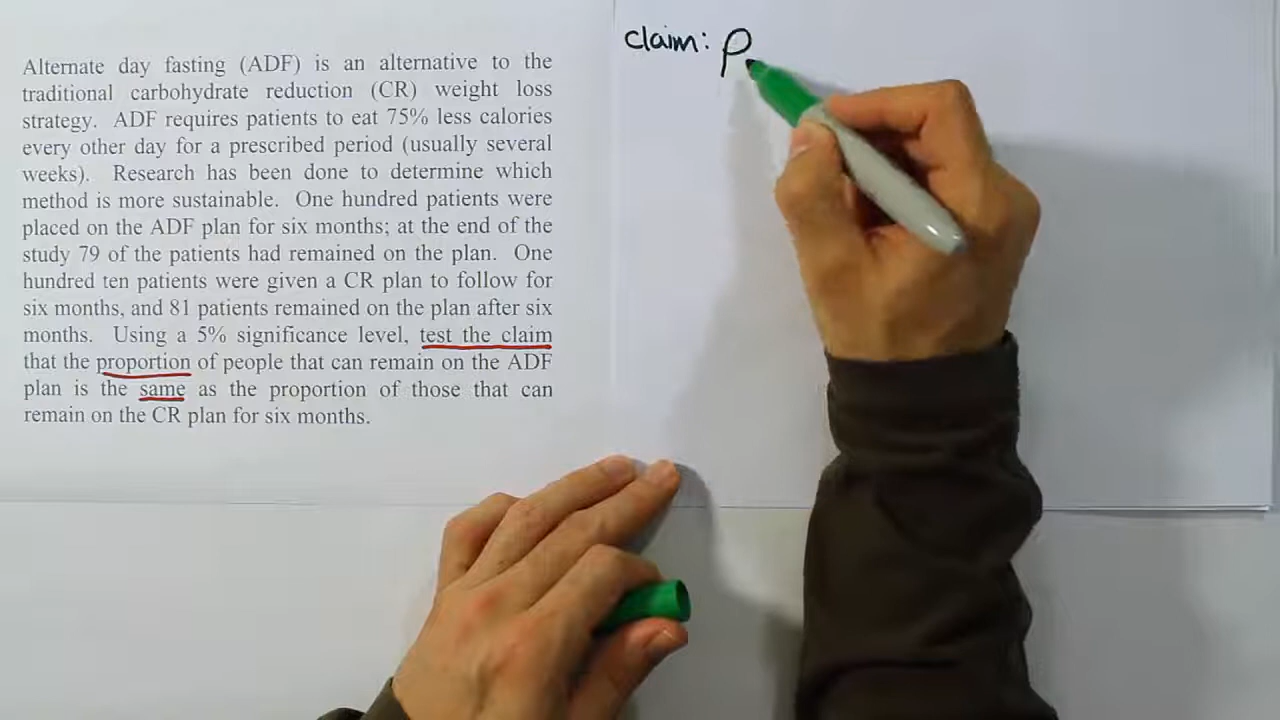 Alternate day fasting (ADF) is an alternative to the
traditional carbohydrate reduction (CR) weight loss
strategy. ADF requires patients to eat 75% less calories
every other day for a prescribed period (usually several
weeks). Research has been done to determine which
method is more sustainable. One hundred patients were
placed on the ADF plan for six months; at the end of the
study 79 of the patients had remained on the plan. One
hundred ten patients were given a CR plan to follow for
six months, and 81 patients remained on the plan after six
months. Using a 5% significance level, test the claim
that the proportion of people that can remain on the ADF
plan is the same as the proportion of those that can
remain on the CR plan for six months.
claim: p